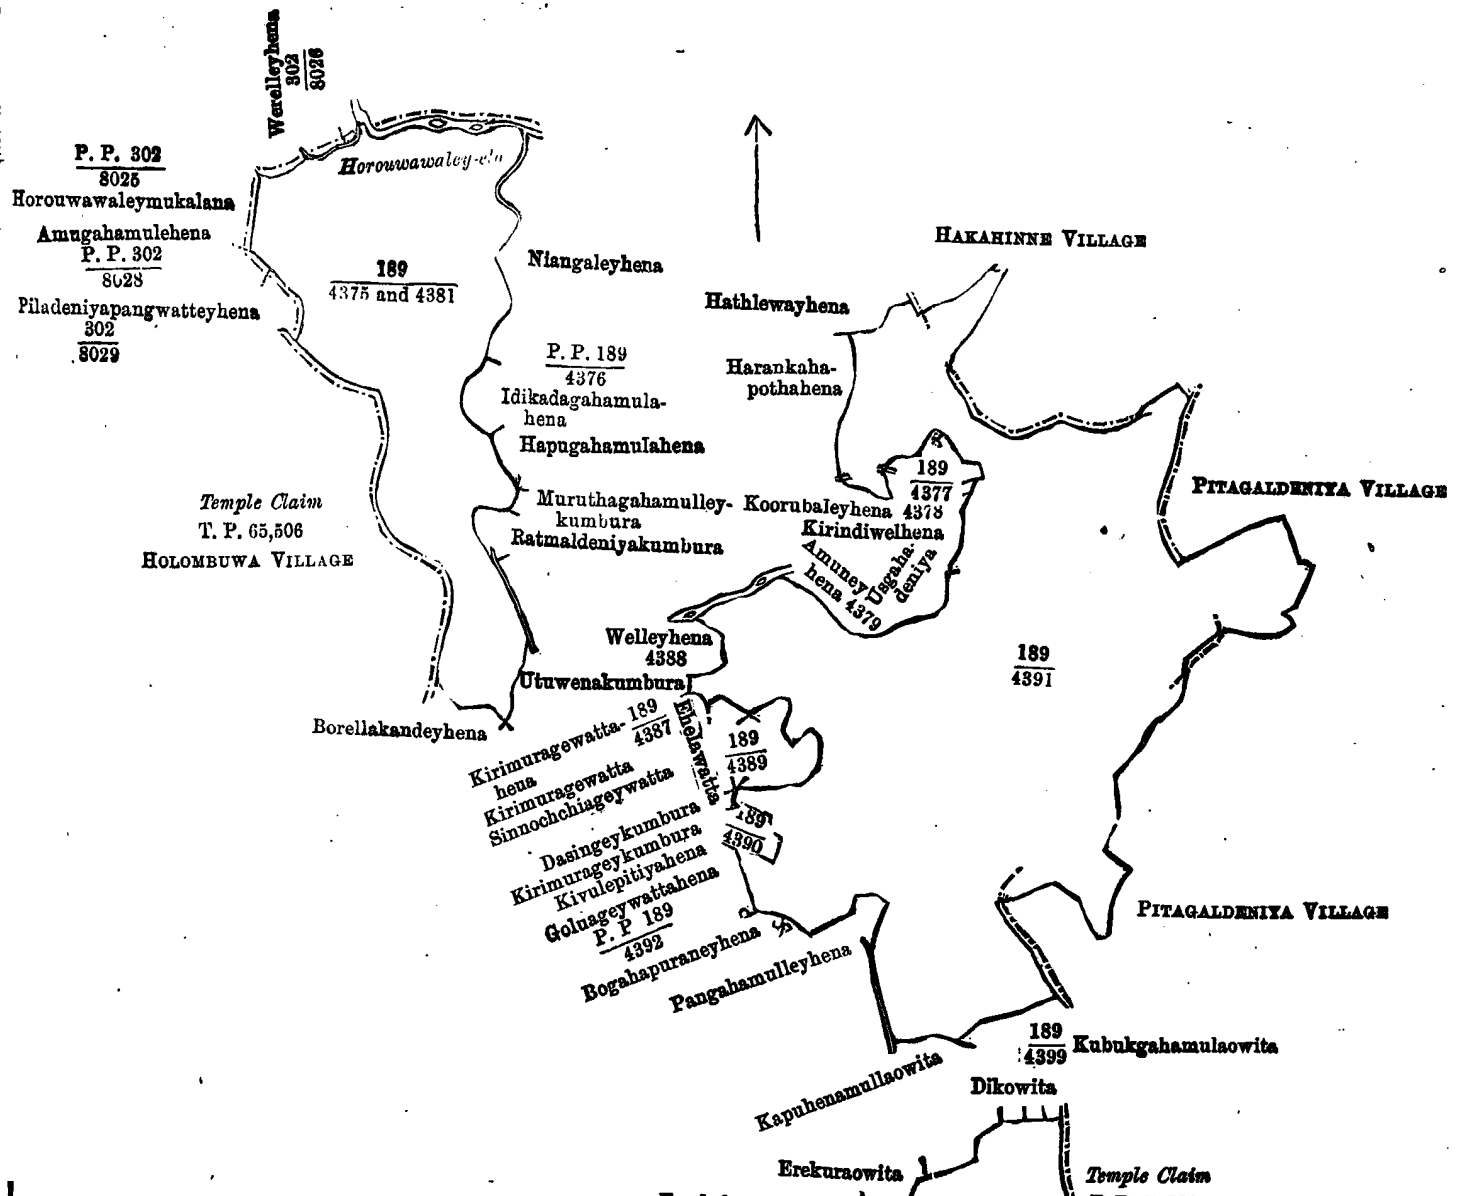 Werelleyhena
302
8026
P. P. 302
8025
Horouwawaleymukalana
Horouwawaley-ela
Amugahamulehena
P. P. 302
8028
Piladeniyapangwatteyhena
302
8029
189
4375 and 4381
Niangaleyhena
P. P. 189
4376
Idikadagahamula-
hena
Hapugahamulahena
Muruthagahamulley-
kumbura
Ratmaldeniyakumbura
Temple Claim
T. P. 65,506
HOLOMBUWA VILLAGE
Borellakandeyhena
HAKAHINNE VILLAGE
Hathlewayhena
Harankaha-
pothahena
189
4377
Koorubaleyhena 4378
Kirindiwelhena
Amuney-
hena 4379
Usgaha-
deniya
PITAGALDENIYA VILLAGE
Welleyhena
4388
Utuwenakumbura
189
4391
Kirimuragewatta-
hena
189
4387
Ehelawatta
189
4389
Kirimuragewatta
Sinnochchiageywatta
189
4390
Dasingeykumbura
Kirimurageykumbura
Kivulepitiyahena
Goluageywattahena
P. P. 189
4392
Bogahapuraneyhena
Pangahamulleyhena
PITAGALDENIYA VILLAGE
189
4399
Kubukgahamulaowita
Kapuhenamullaowita
Dikowita
Erekuraowita
Temple Claim